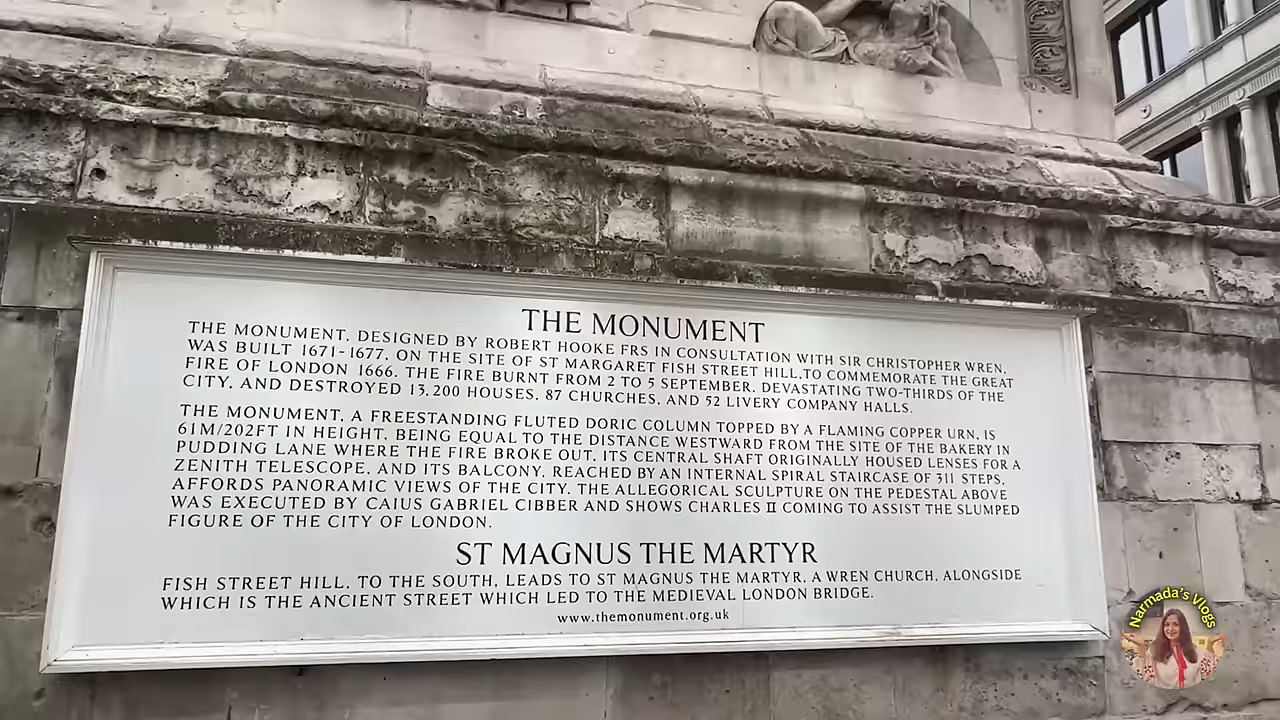 THE MONUMENT
THE MONUMENT, DESIGNED BY ROBERT HOOKE FRS IN CONSULTATION WITH SIR CHRISTOPHER WREN,
WAS BUILT 1671-1677, ON THE SITE OF ST MARGARET FISH STREET HILL, TO COMMEMORATE THE GREAT
FIRE OF LONDON 1666. THE FIRE BURNT FROM 2 TO 5 SEPTEMBER, DEVASTATING TWO-THIRDS OF THE
CITY, AND DESTROYED 13,200 HOUSES, 87 CHURCHES, AND 52 LIVERY COMPANY HALLS.
THE MONUMENT, A FREESTANDING FLUTED DORIC COLUMN TOPPED BY A FLAMING COPPER URN, IS
61M/202FT IN HEIGHT, BEING EQUAL TO THE DISTANCE WESTWARD FROM THE SITE OF THE BAKERY IN
PUDDING LANE WHERE THE FIRE BROKE OUT. ITS CENTRAL SHAFT ORIGINALLY HOUSED LENSES FOR A
ZENITH TELESCOPE, AND ITS BALCONY, REACHED BY AN INTERNAL SPIRAL STAIRCASE OF 311 STEPS,
AFFORDS PANORAMIC VIEWS OF THE CITY. THE ALLEGORICAL SCULPTURE ON THE PEDESTAL ABOVE
WAS EXECUTED BY CAIUS GABRIEL CIBBER AND SHOWS CHARLES II COMING TO ASSIST THE SLUMPED
FIGURE OF THE CITY OF LONDON.
ST MAGNUS THE MARTYR
FISH STREET HILL, TO THE SOUTH, LEADS TO ST MAGNUS THE MARTYR, A WREN CHURCH, ALONGSIDE
WHICH IS THE ANCIENT STREET WHICH LED TO THE MEDIEVAL LONDON BRIDGE.
www.themonument.org.uk
Narmada's Vlogs